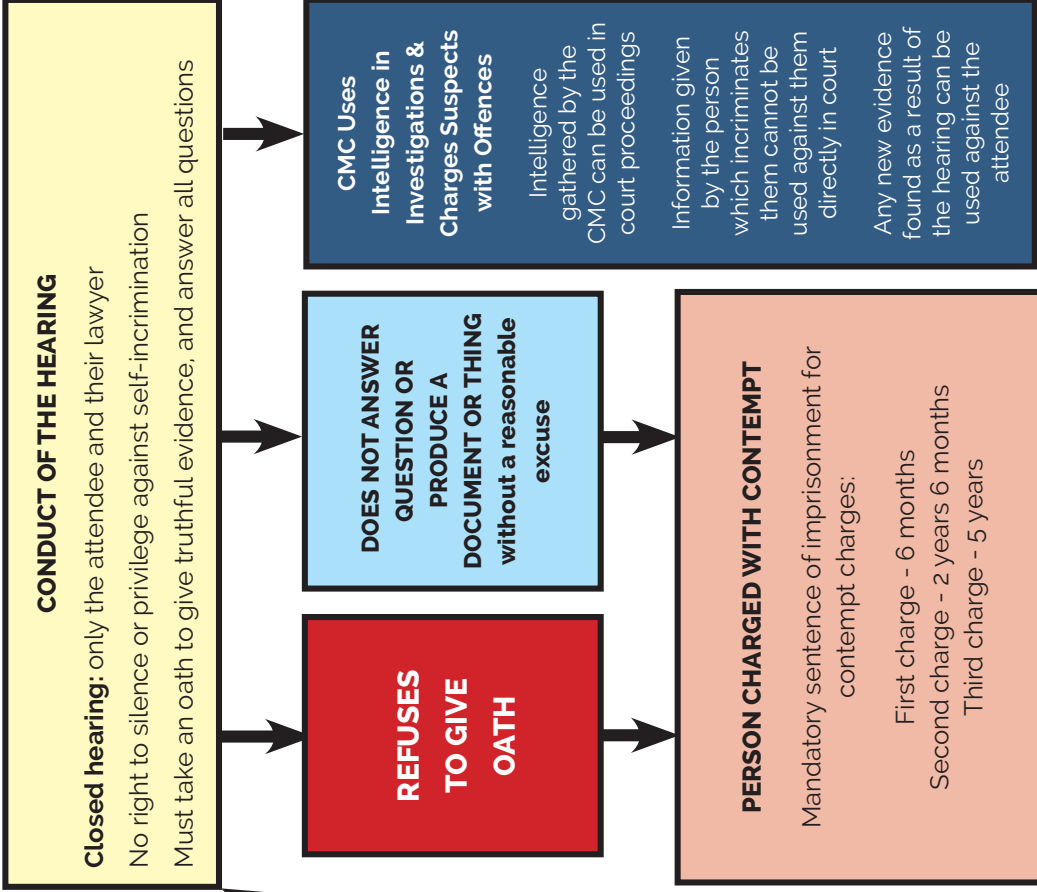 CONDUCT OF THE HEARING
Closed hearing: only the attendee and their lawyer
No right to silence or privilege against self-incrimination
Must take an oath to give truthful evidence, and answer all questions
REFUSES
TO GIVE
OATH
DOES NOT ANSWER
QUESTION OR
PRODUCE A
DOCUMENT OR THING
without a reasonable
excuse
PERSON CHARGED WITH CONTEMPT
Mandatory sentence of imprisonment for
contempt charges:
First charge - 6 months
Second charge - 2 years 6 months
Third charge - 5 years
CMC Uses
Intelligence in
Investigations &
Charges Suspects
with Offences
Intelligence
gathered by the
CMC can be used in
court proceedings
Information given
by the person
which incriminates
them cannot be
used against them
directly in court
Any new evidence
found as a result of
the hearing can be
used against the
attendee